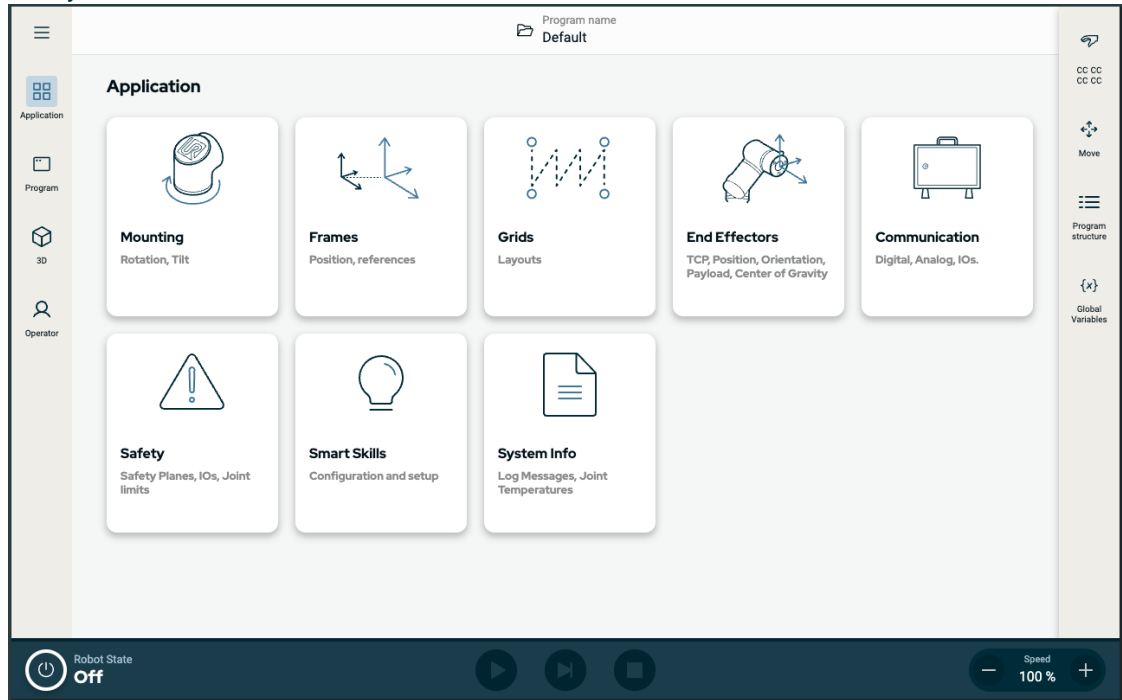 Program name
Default
Application
Program
3D
Operator
Application
Mounting
Rotation, Tilt
Frames
Position, references
Grids
Layouts
End Effectors
TCP, Position, Orientation,
Payload, Center of Gravity
Communication
Digital, Analog, IOs.
Safety
Safety Planes, IOs, Joint
limits
Smart Skills
Configuration and setup
System Info
Log Messages, Joint
Temperatures
CC CC
CC CC
Move
Program
structure
{x}
Global
Variables
Robot State
Off
Speed
100 %